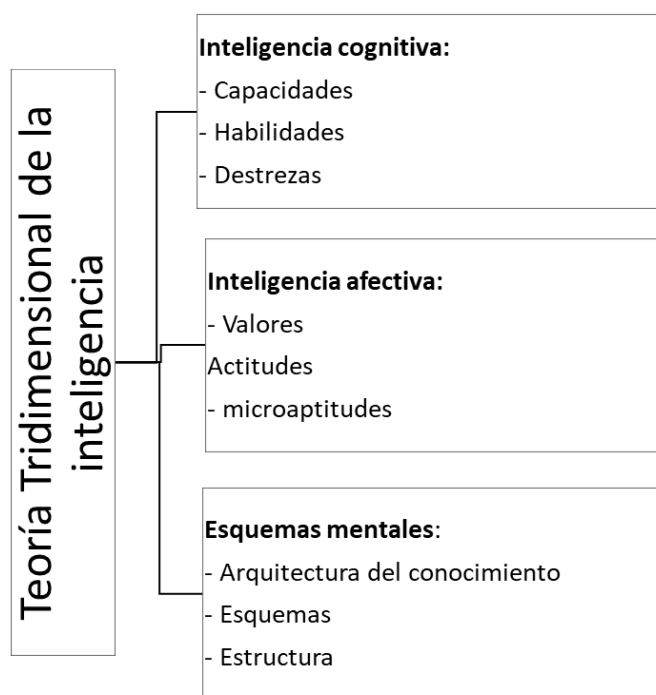 Teoría Tridimensional de la
inteligencia
Inteligencia cognitiva:
- Capacidades
- Habilidades
- Destrezas
Inteligencia afectiva:
- Valores
Actitudes
- microaptitudes
Esquemas mentales:
- Arquitectura del conocimiento
- Esquemas
- Estructura